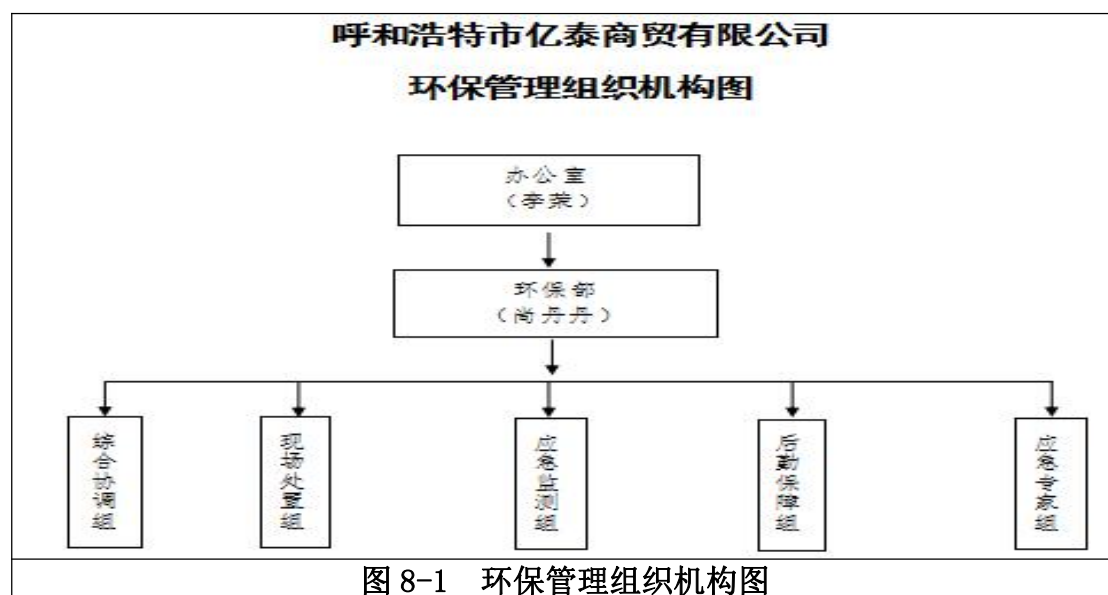 呼和浩特市亿泰商贸有限公司
环保管理组织机构图
办公室
（李荣）
环保部
（尚丹丹）
综合协调组
现场处置组
应急监测组
后勤保障组
应急专家组
图 8-1 环保管理组织机构图